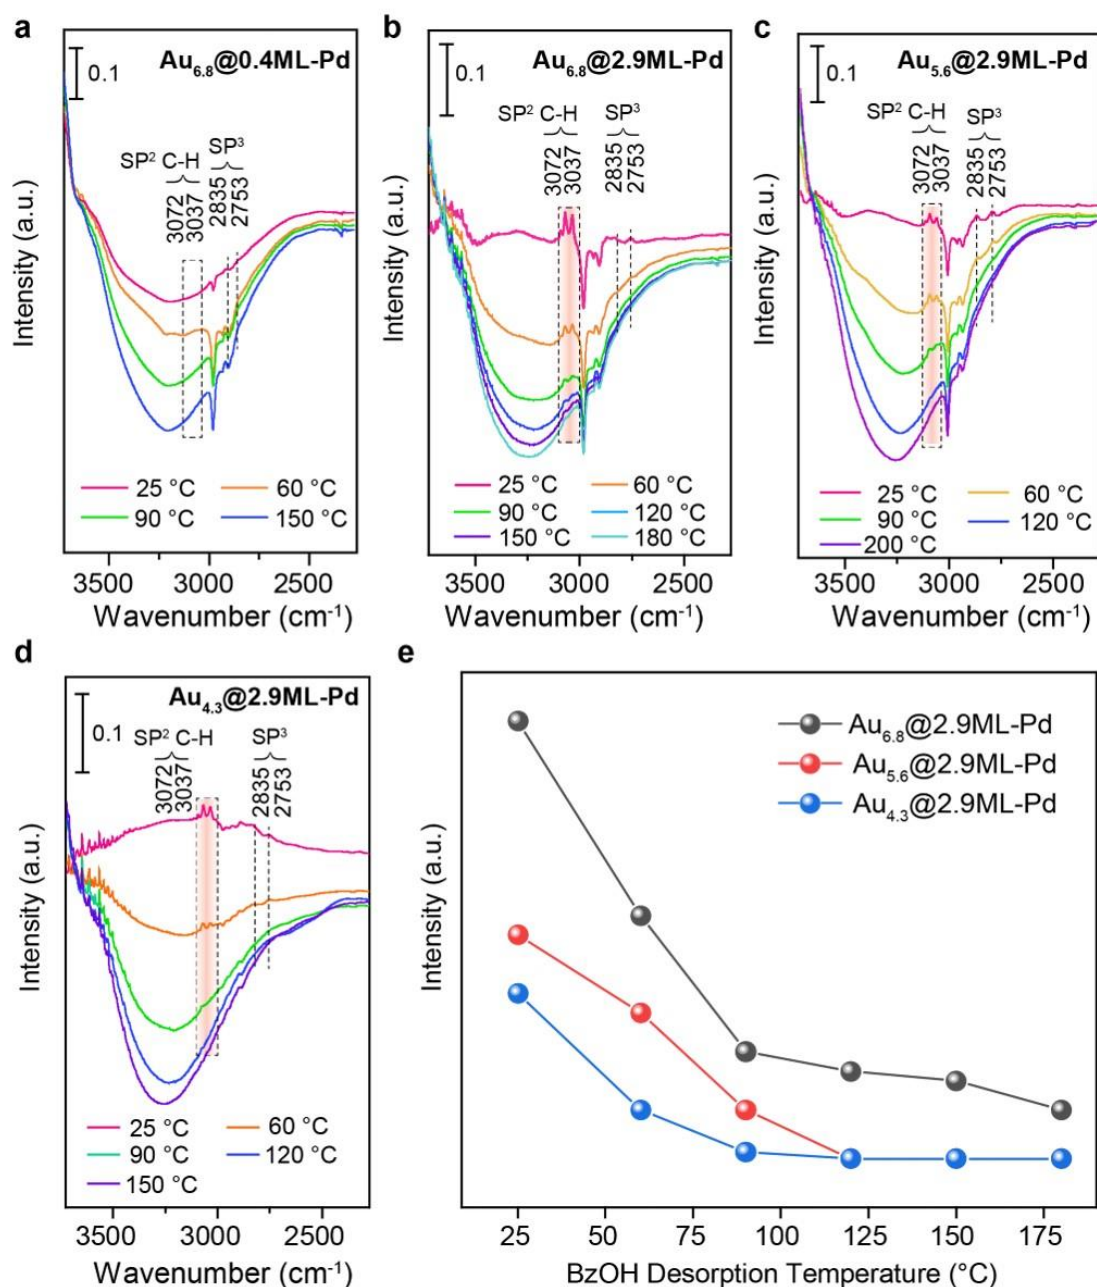 a
Au6.8@0.4ML-Pd
0.1
SP² C-H
SP³
3072
3037
2835
2753
Intensity (a.u.)
25 °C
60 °C
90 °C
150 °C
3500
3000
2500
Wavenumber (cm⁻¹)
b
Au6.8@2.9ML-Pd
0.1
SP² C-H
SP³
3072
3037
2835
2753
Intensity (a.u.)
25 °C
60 °C
90 °C
120 °C
150 °C
180 °C
3500
3000
2500
Wavenumber (cm⁻¹)
c
Au5.6@2.9ML-Pd
0.1
SP² C-H
SP³
3072
3037
2835
2753
Intensity (a.u.)
25 °C
60 °C
90 °C
120 °C
200 °C
3500
3000
2500
Wavenumber (cm⁻¹)
d
Au4.3@2.9ML-Pd
0.1
SP² C-H
SP³
3072
3037
2835
2753
Intensity (a.u.)
25 °C
60 °C
90 °C
120 °C
150 °C
3500
3000
2500
Wavenumber (cm⁻¹)
e
Au6.8@2.9ML-Pd
Au5.6@2.9ML-Pd
Au4.3@2.9ML-Pd
Intensity (a.u.)
25
50
75
100
125
150
175
BzOH Desorption Temperature (°C)